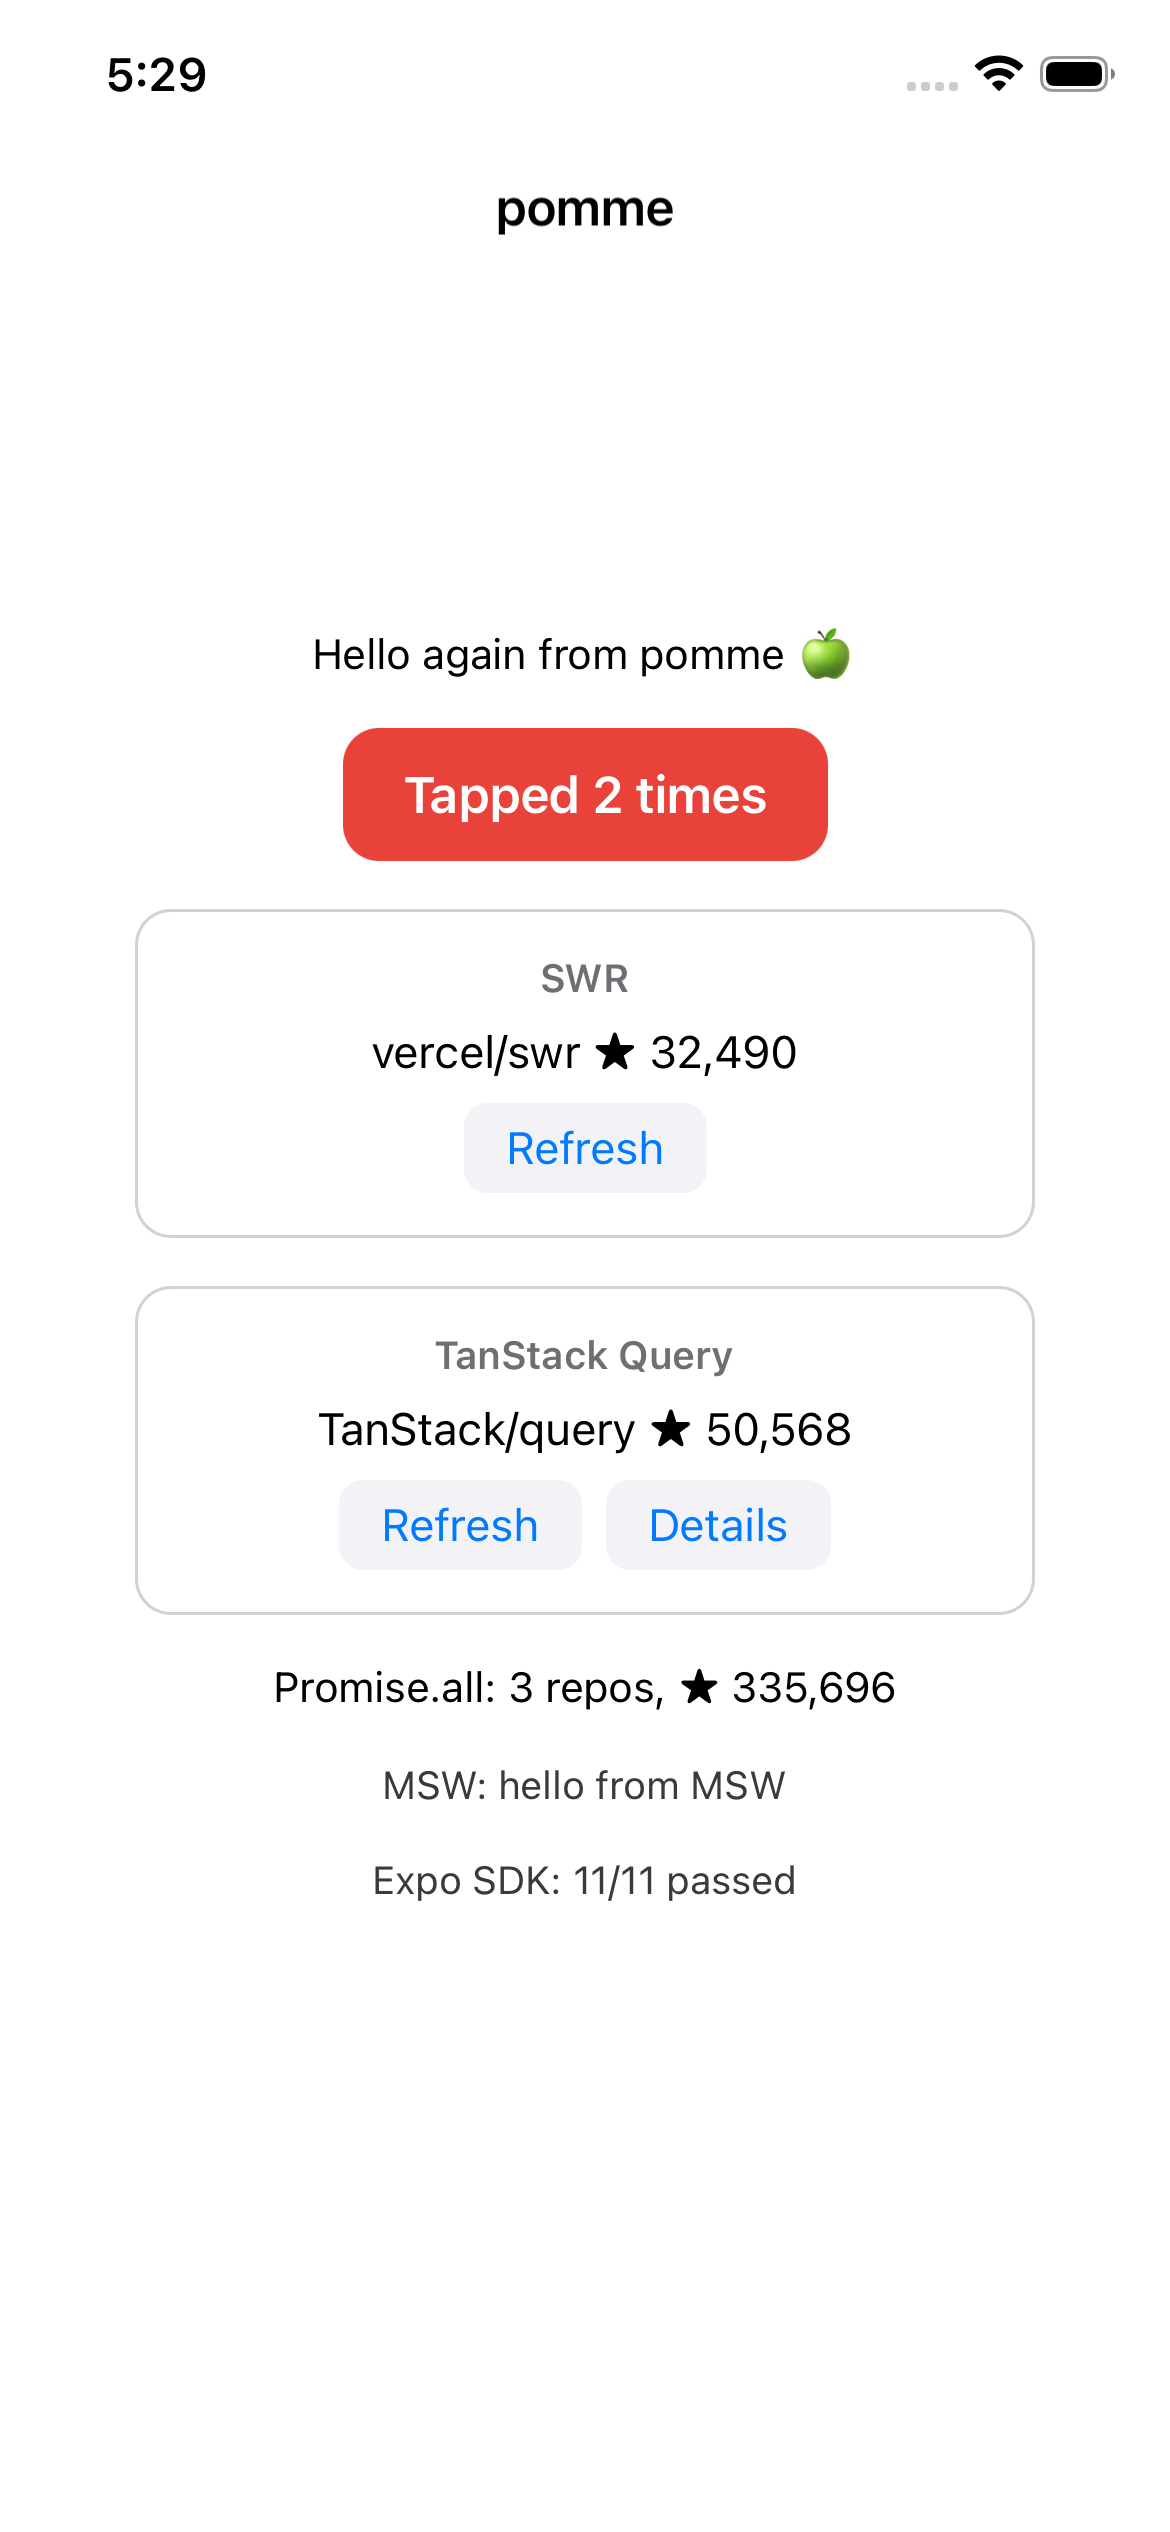 5:29
pomme
Hello again from pomme 🍏
Tapped 2 times
SWR
vercel/swr ★ 32,490
Refresh
TanStack Query
TanStack/query ★ 50,568
Refresh Details
Promise.all: 3 repos, ★ 335,696
MSW: hello from MSW
Expo SDK: 11/11 passed